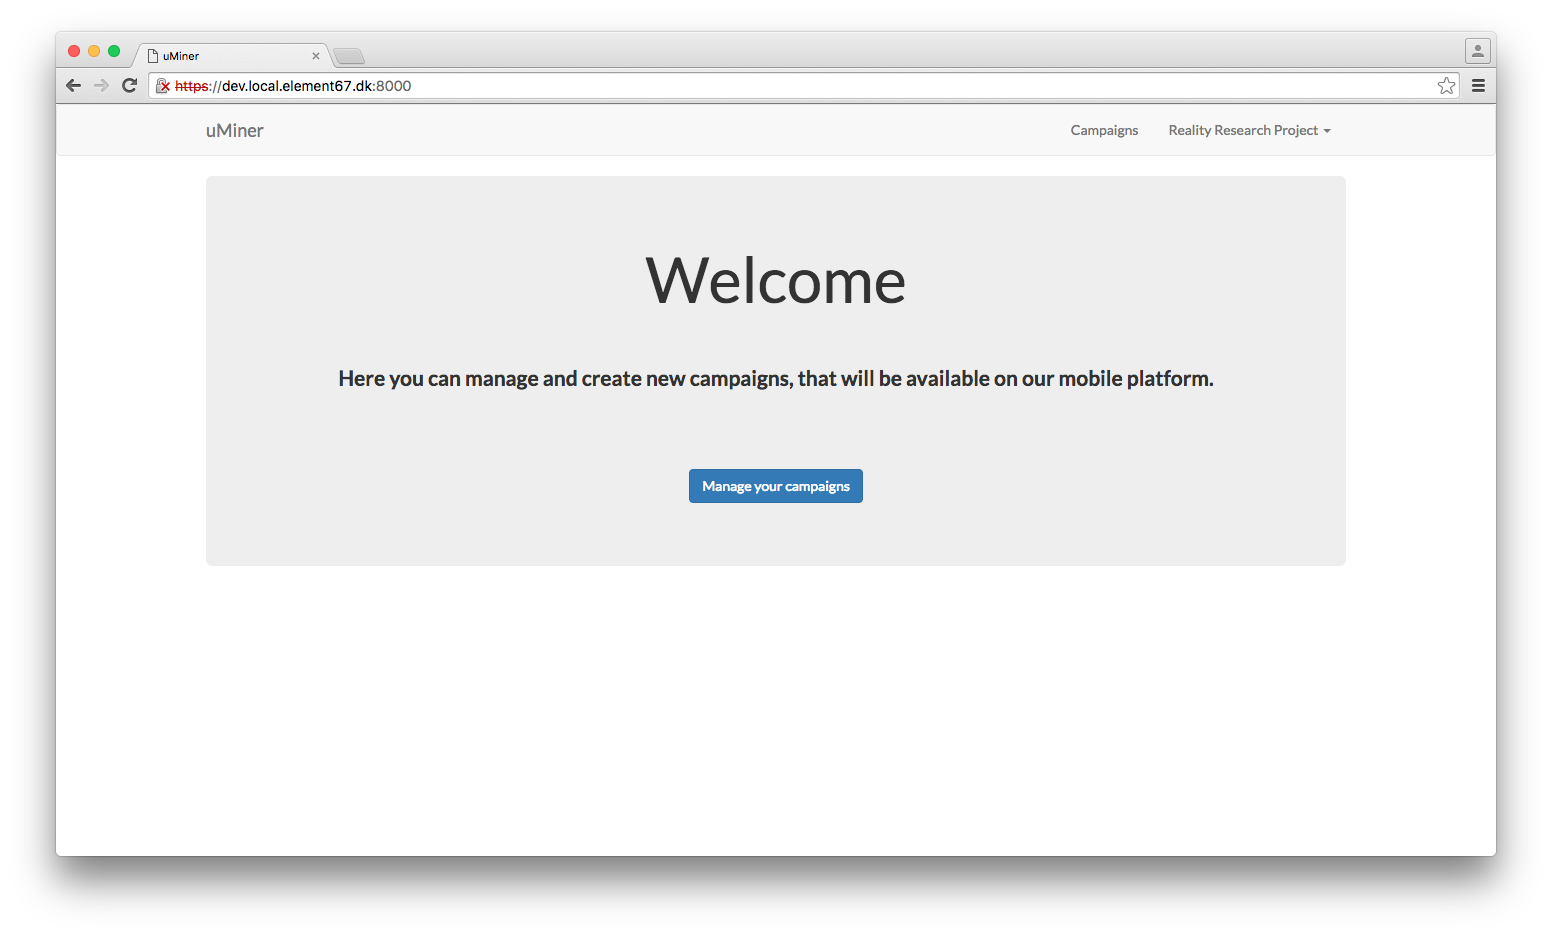 uMiner
https://dev.local.element67.dk:8000
uMiner
Campaigns
Reality Research Project
Welcome
Here you can manage and create new campaigns, that will be available on our mobile platform.
Manage your campaigns